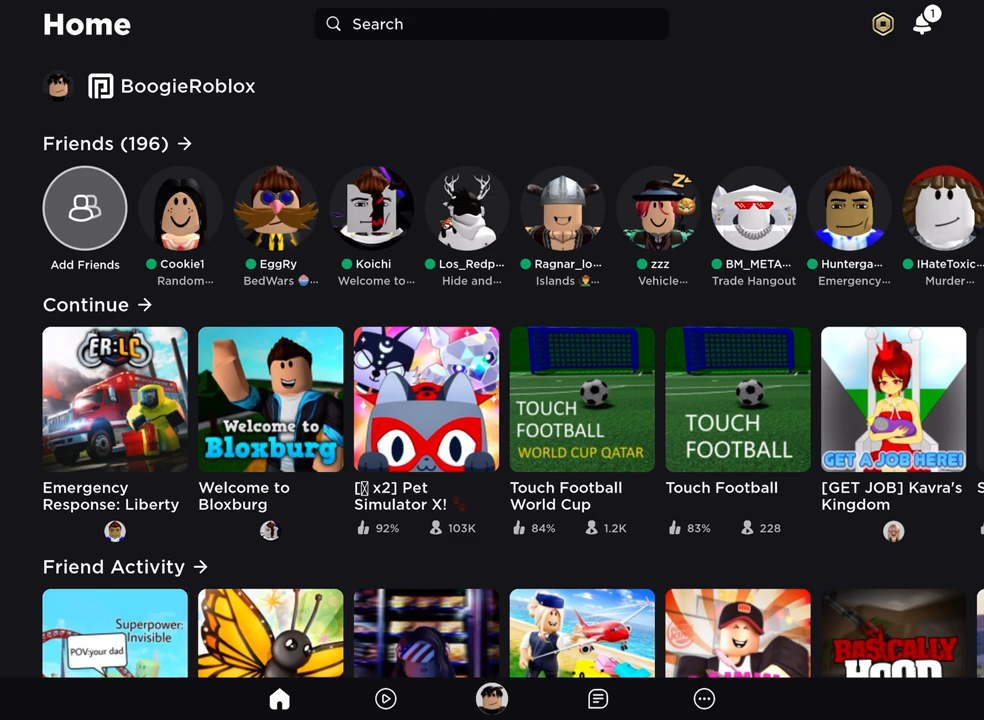 Home
Search
1
BoogieRoblox
Friends (196) →
Add Friends
Cookie1
Random...
EggRy
BedWars 🧁...
Koichi
Welcome to...
Los_Redp...
Hide and...
Ragnar_lo...
Islands...
zzz
Vehicle...
BM_META...
Trade Hangout
Hunterga...
Emergency...
IHateToxic...
Murder...
Continue →
ER:LC
Welcome to
Bloxburg
TOUCH
FOOTBALL
WORLD CUP QATAR
TOUCH
FOOTBALL
GET A JOB HERE!
Emergency
Response: Liberty
Welcome to
Bloxburg
[ x2] Pet
Simulator X! 🐾
92% 103K
Touch Football
World Cup
84% 1.2K
Touch Football
83% 228
[GET JOB] Kavra's
Kingdom
S
Friend Activity →
Superpower:
Invisible
POV:your dad
BASICALLY
HOOD